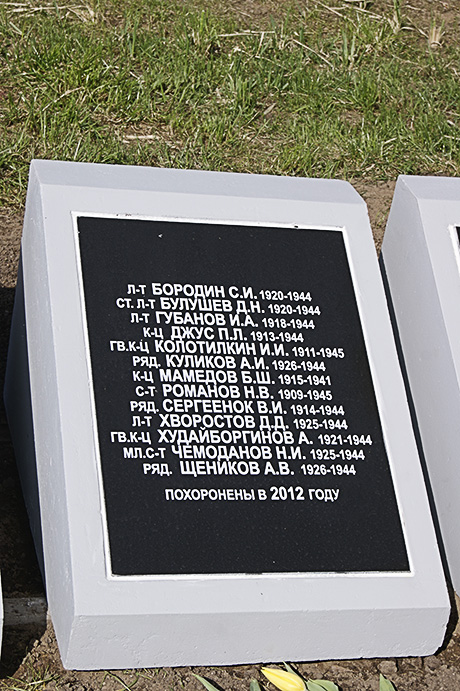 Л-Т БОРОДИН С.И. 1920-1944
СТ. Л-Т БУЛУШЕВ Д.Н. 1920-1944
Л-Т ГУБАНОВ И.А. 1918-1944
К-Ц ДЖУС П.Л. 1913-1944
ГВ.К-Ц КОЛОТИЛКИН И.И. 1911-1945
РЯД. КУЛИКОВ А.И. 1926-1944
К-Ц МАМЕДОВ Б.Ш. 1915-1941
С-Т РОМАНОВ Н.В. 1909-1945
РЯД. СЕРГЕЕНОК В.И. 1914-1944
Л-Т ХВОРОСТОВ Д.Д. 1925-1944
ГВ.К-Ц ХУДАЙБОРГИНОВ А. 1921-1944
МЛ.С-Т ЧЕМОДАНОВ Н.И. 1925-1944
РЯД. ЩЕНИКОВ А.В. 1926-1944
ПОХОРОНЕНЫ В 2012 ГОДУ